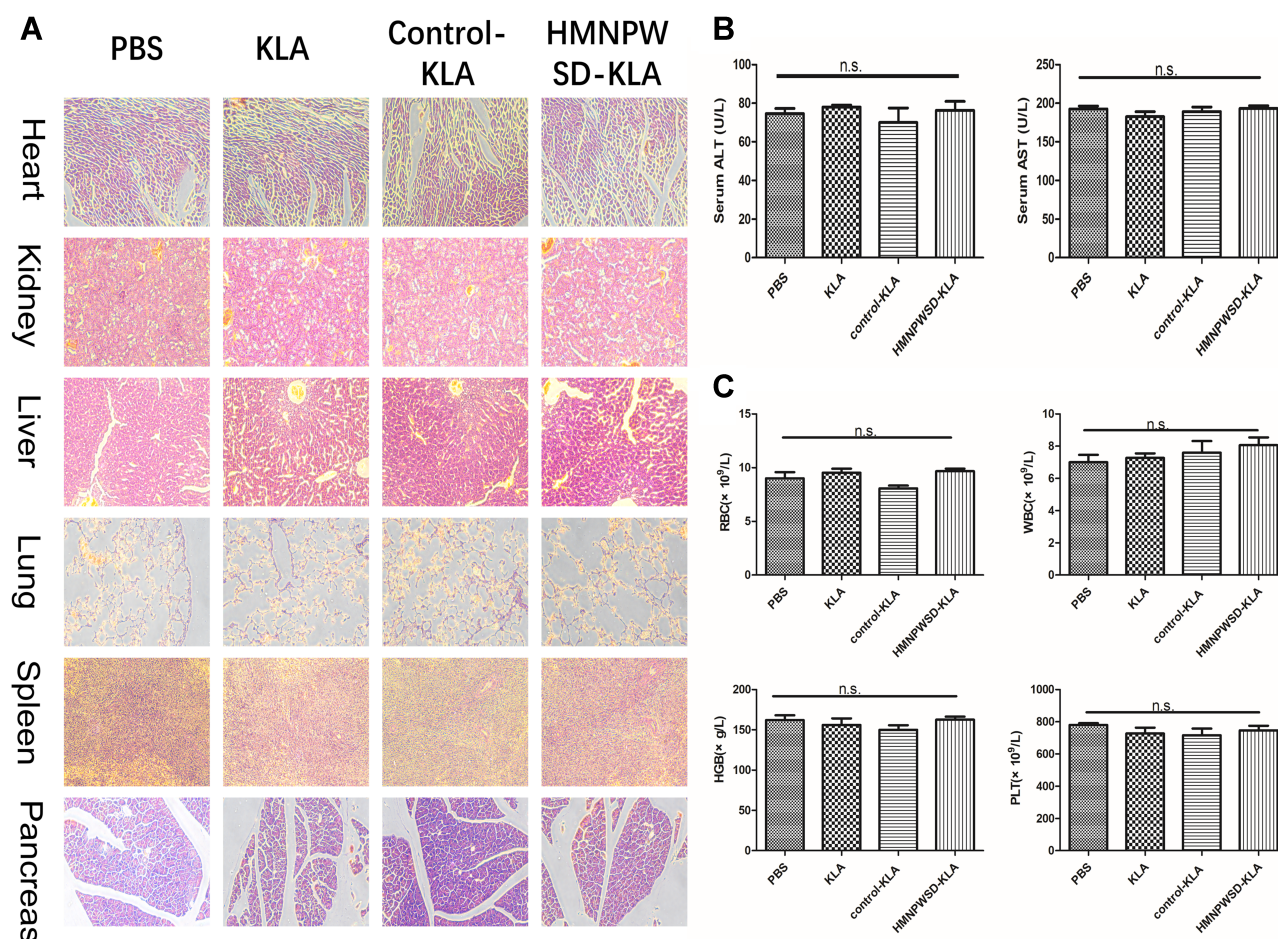 A
PBS
KLA
Control-
KLA
HMNPW
SD-KLA
Heart
Kidney
Liver
Lung
Spleen
Pancreas
B
Serum ALT (U/L)
100
80
60
40
20
0
n.s.
PBS
KLA
control-KLA
HMNPWSD-KLA
Serum AST (U/L)
250
200
150
100
50
0
n.s.
PBS
KLA
control-KLA
HMNPWSD-KLA
C
RBC(× 10⁹/L)
15
10
5
0
n.s.
PBS
KLA
control-KLA
HMNPWSD-KLA
WBC(× 10⁹/L)
10
8
6
4
2
0
n.s.
PBS
KLA
control-KLA
HMNPWSD-KLA
HGB(× g/L)
200
150
100
50
0
n.s.
PBS
KLA
control-KLA
HMNPWSD-KLA
PLT(× 10⁹/L)
1000
800
600
400
200
0
n.s.
PBS
KLA
control-KLA
HMNPWSD-KLA